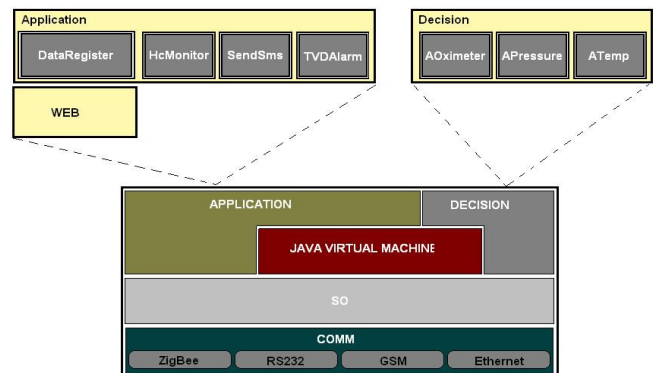 Application
DataRegister HcMonitor SendSms TVDAlarm
WEB
Decision
AOximeter APressure ATemp
APPLICATION DECISION
JAVA VIRTUAL MACHINE
SO
COMM
ZigBee RS232 GSM Ethernet